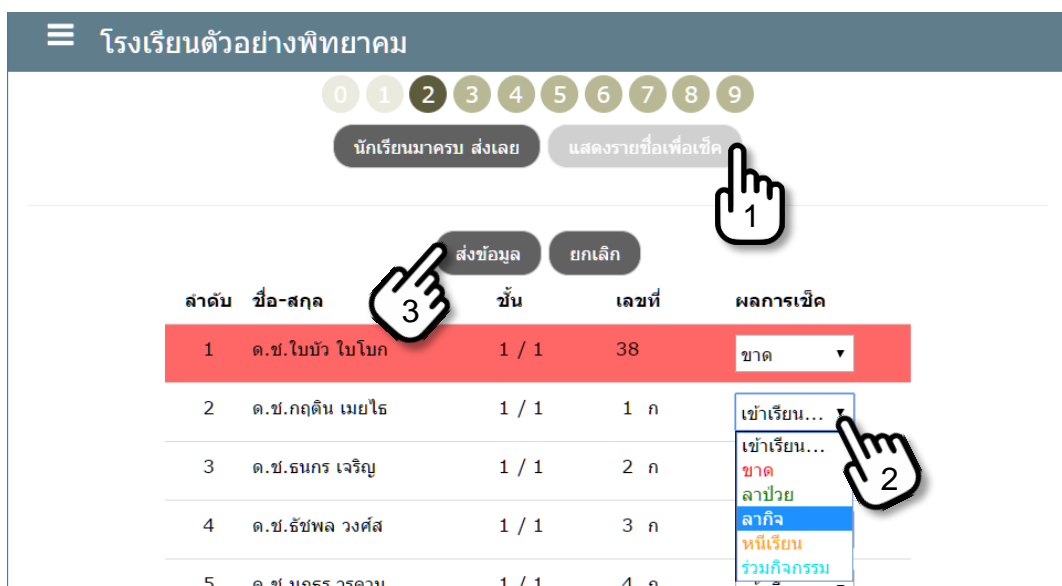 โรงเรียนตัวอย่างพิทยาคม
0 1 2 3 4 5 6 7 8 9
นักเรียนมาครบ ส่งเลย แสดงรายชื่อเพื่อเช็ค
1
ส่งข้อมูล ยกเลิก
3
ลำดับ ชื่อ-สกุล ชั้น เลขที่ ผลการเช็ค
1 ด.ช.ใบบัว ใบโบก 1 / 1 38 ขาด
2 ด.ช.กฤติน เมยไธ 1 / 1 1 ก เข้าเรียน...
เข้าเรียน...
3 ด.ช.ธนกร เจริญ 1 / 1 2 ก ขาด
2
ลาป่วย
4 ด.ช.ธัชพล วงศ์ส 1 / 1 3 ก ลากิจ
หนีเรียน
ร่วมกิจกรรม
5 1 / 1 4